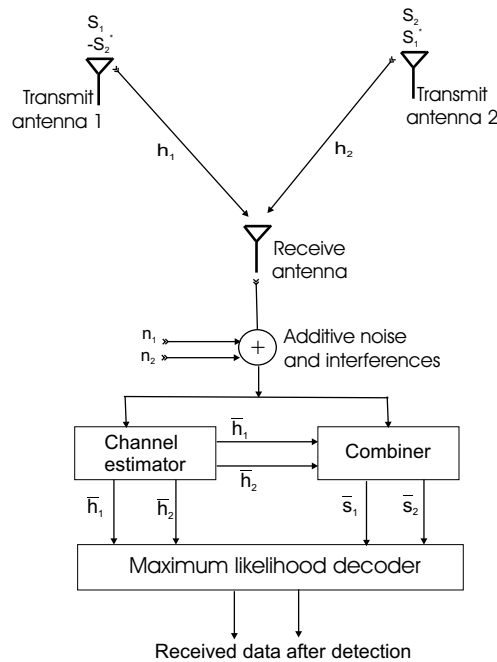 S₁
-S₂*
S₂
S₁*
Transmit
antenna 1
Transmit
antenna 2
h₁
h₂
Receive
antenna
n₁
n₂
+
Additive noise
and interferences
Channel
estimator
h̅₁
h̅₂
Combiner
h̅₁
h̅₂
s̅₁
s̅₂
Maximum likelihood decoder
Received data after detection